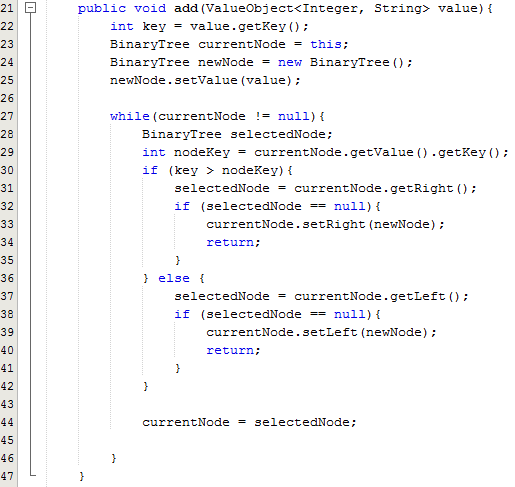 21     public void add(ValueObject<Integer, String> value){
22         int key = value.getKey();
23         BinaryTree currentNode = this;
24         BinaryTree newNode = new BinaryTree();
25         newNode.setValue(value);
26
27         while(currentNode != null){
28             BinaryTree selectedNode;
29             int nodeKey = currentNode.getValue().getKey();
30             if (key > nodeKey){
31                 selectedNode = currentNode.getRight();
32                 if (selectedNode == null){
33                     currentNode.setRight(newNode);
34                     return;
35                 }
36             } else {
37                 selectedNode = currentNode.getLeft();
38                 if (selectedNode == null){
39                     currentNode.setLeft(newNode);
40                     return;
41                 }
42             }
43
44             currentNode = selectedNode;
45
46         }
47     }